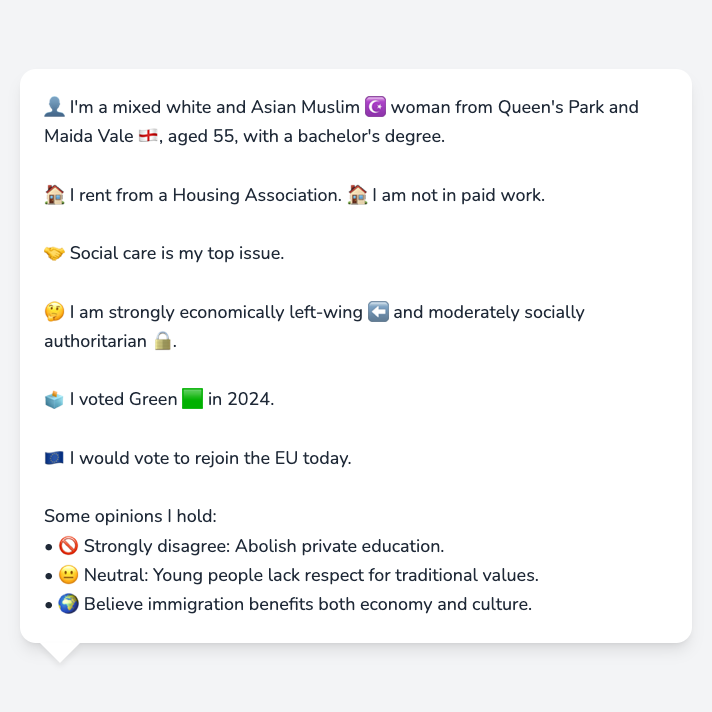 👤 I'm a mixed white and Asian Muslim ☪️ woman from Queen's Park and
Maida Vale 🏴󠁧󠁢󠁥󠁮󠁧󠁿, aged 55, with a bachelor's degree.
🏠 I rent from a Housing Association. 🏠 I am not in paid work.
🤝 Social care is my top issue.
🤔 I am strongly economically left-wing ⬅️ and moderately socially
authoritarian 🔒.
🗳️ I voted Green 🟩 in 2024.
🇪🇺 I would vote to rejoin the EU today.
Some opinions I hold:
• 🚫 Strongly disagree: Abolish private education.
• 😐 Neutral: Young people lack respect for traditional values.
• 🌍 Believe immigration benefits both economy and culture.